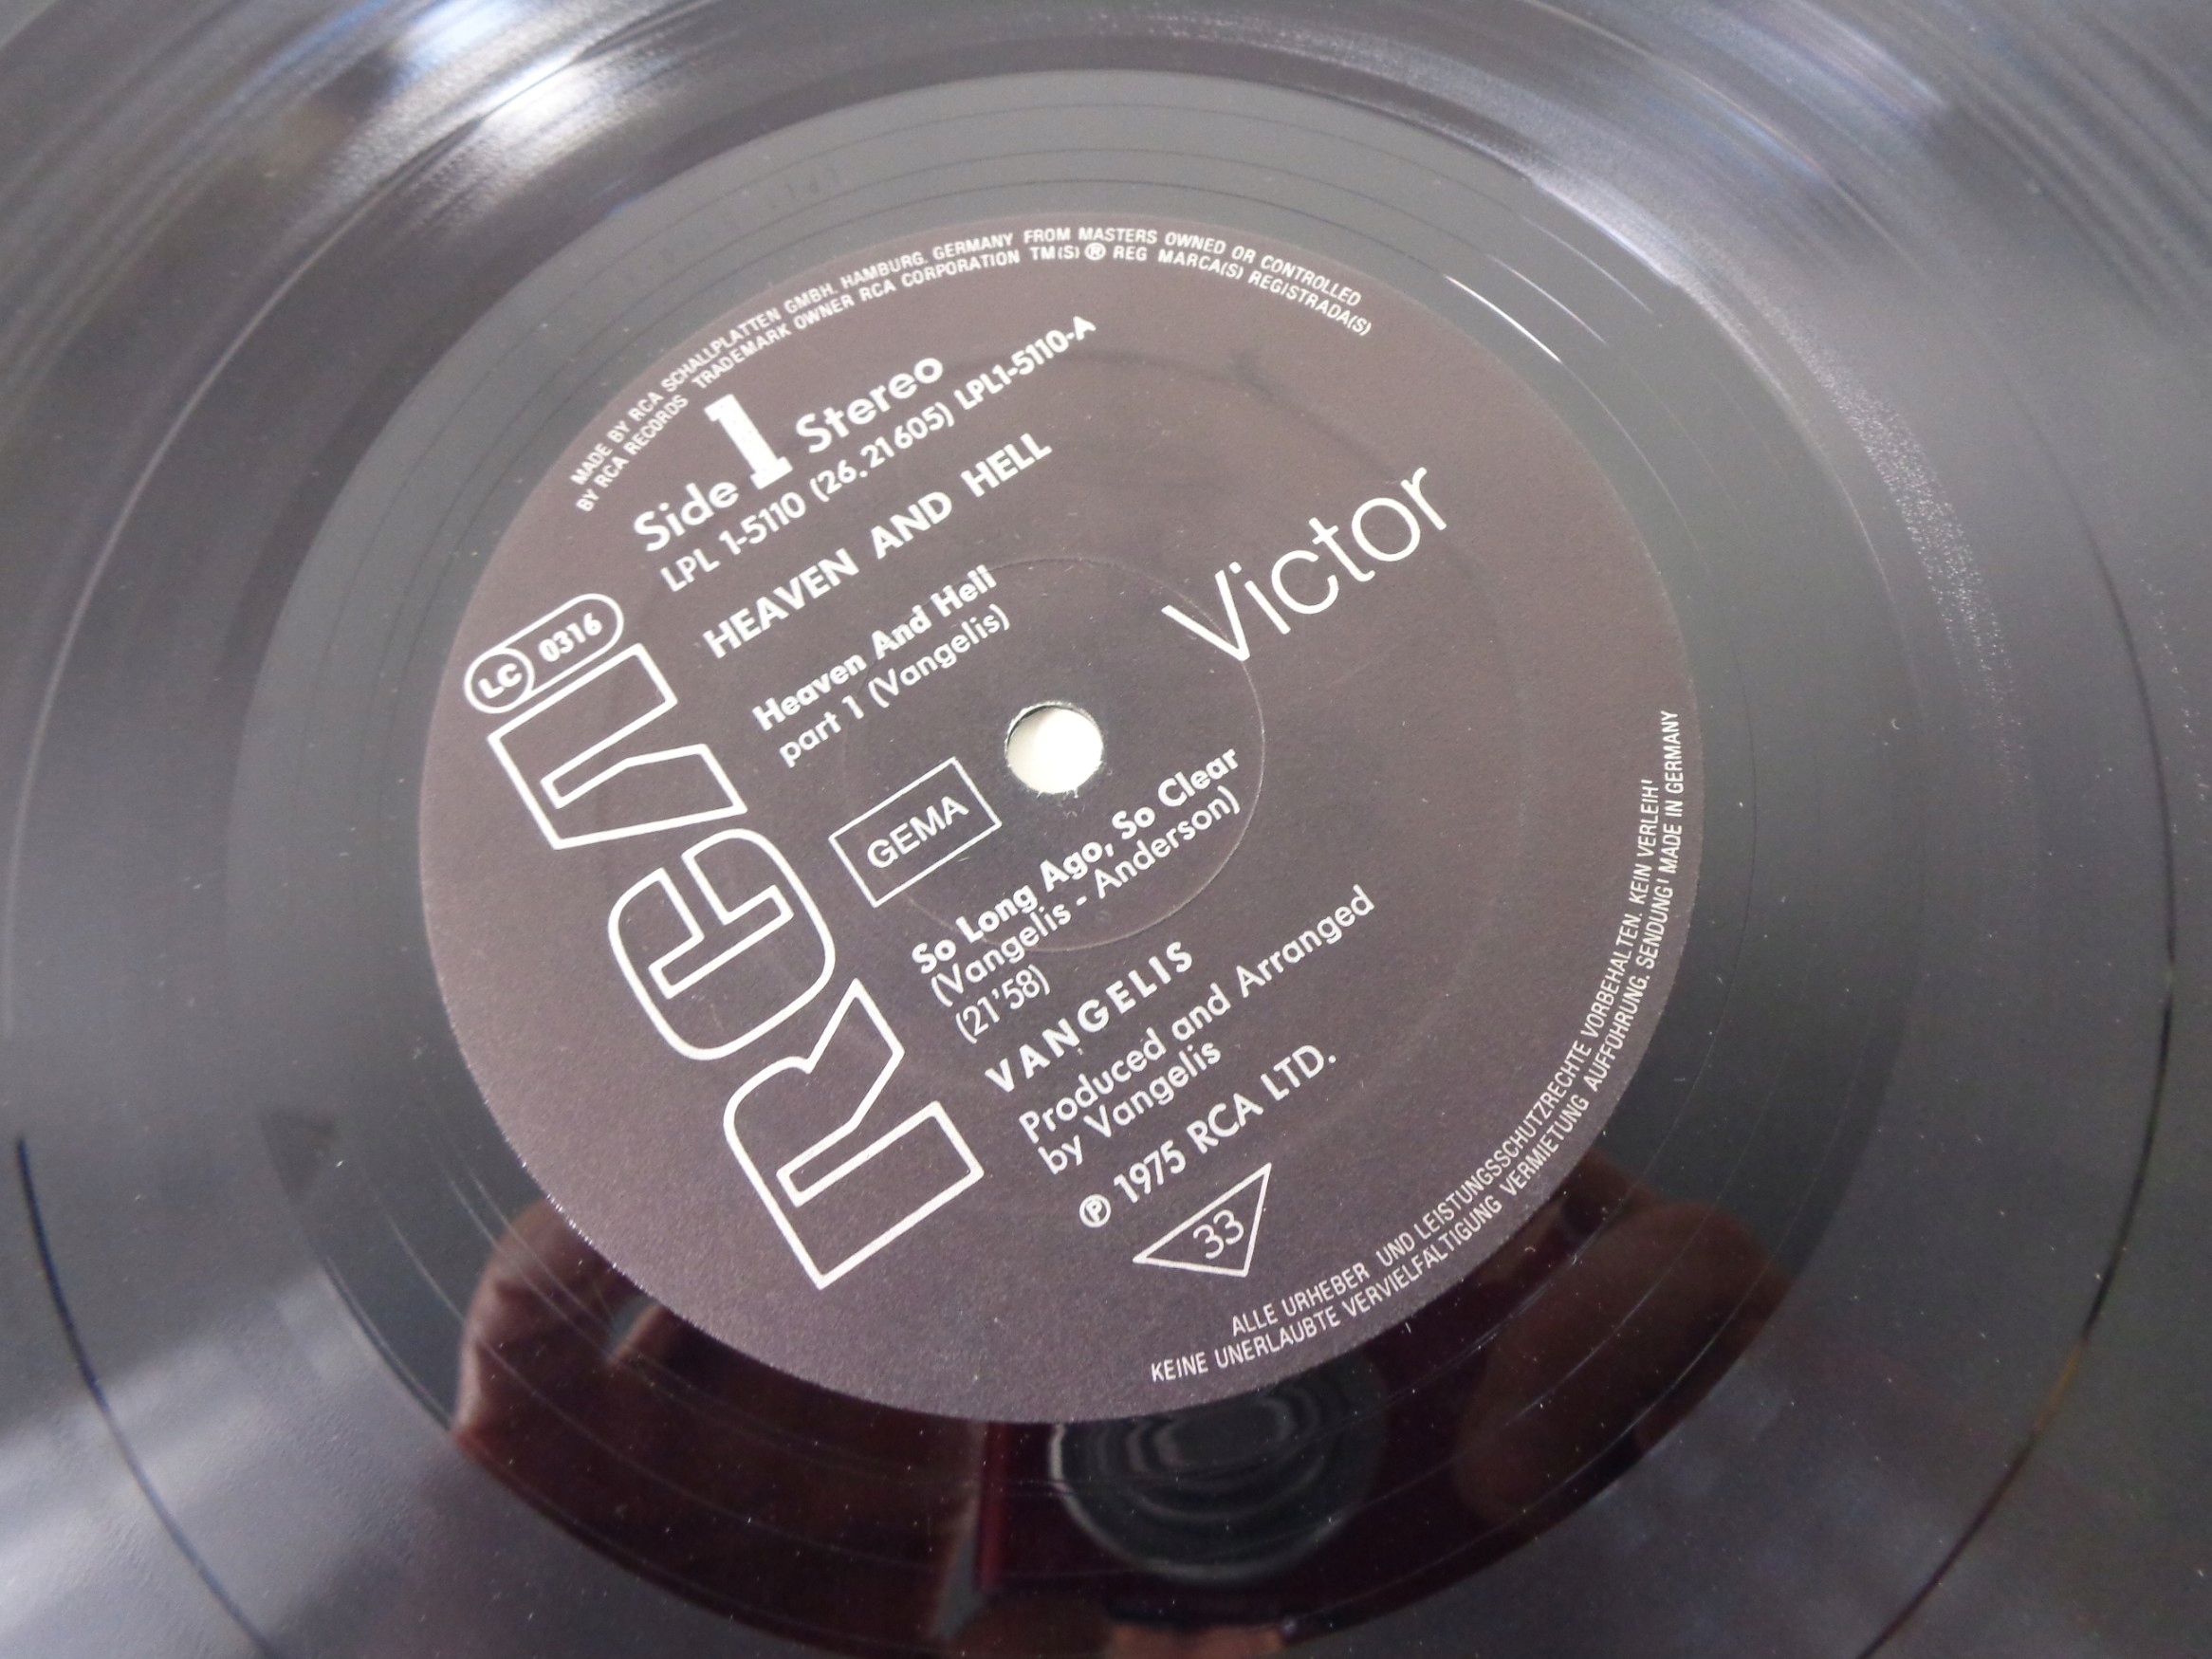 MADE BY RCA SCHALLPLATTEN GMBH. HAMBURG. GERMANY FROM MASTERS OWNED OR CONTROLLED
BY RCA RECORDS TRADEMARK OWNER RCA CORPORATION TM(S) ® REG MARCA(S) REGISTRADA(S)
Side 1 Stereo
LPL 1-5110 (26.21605) LPL1-5110-A
LC 0316
HEAVEN AND HELL
Heaven And Hell
part 1 (Vangelis)
RCA
Victor
GEMA
So Long Ago, So Clear
(Vangelis - Anderson)
(21'58)
VANGELIS
Produced and Arranged
by Vangelis
℗ 1975 RCA LTD.
33
ALLE URHEBER UND LEISTUNGSSCHUTZRECHTE VORBEHALTEN. KEIN VERLEIH!
KEINE UNERLAUBTE VERVIELFÄLTIGUNG VERMIETUNG AUFFÜHRUNG. SENDUNG! MADE IN GERMANY